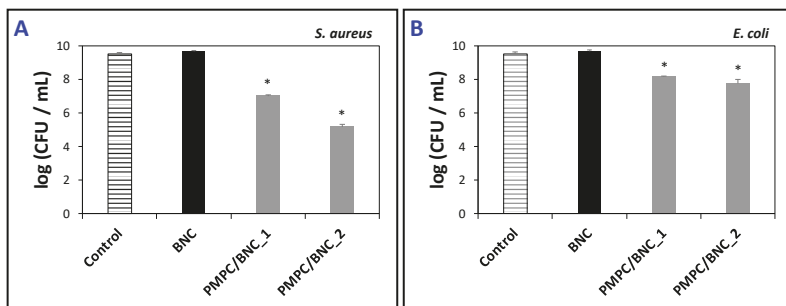 A
S. aureus
10
8
6
4
2
0
log (CFU / mL)
*
*
Control
BNC
PMPC/BNC_1
PMPC/BNC_2
B
E. coli
10
8
6
4
2
0
log (CFU / mL)
*
*
Control
BNC
PMPC/BNC_1
PMPC/BNC_2